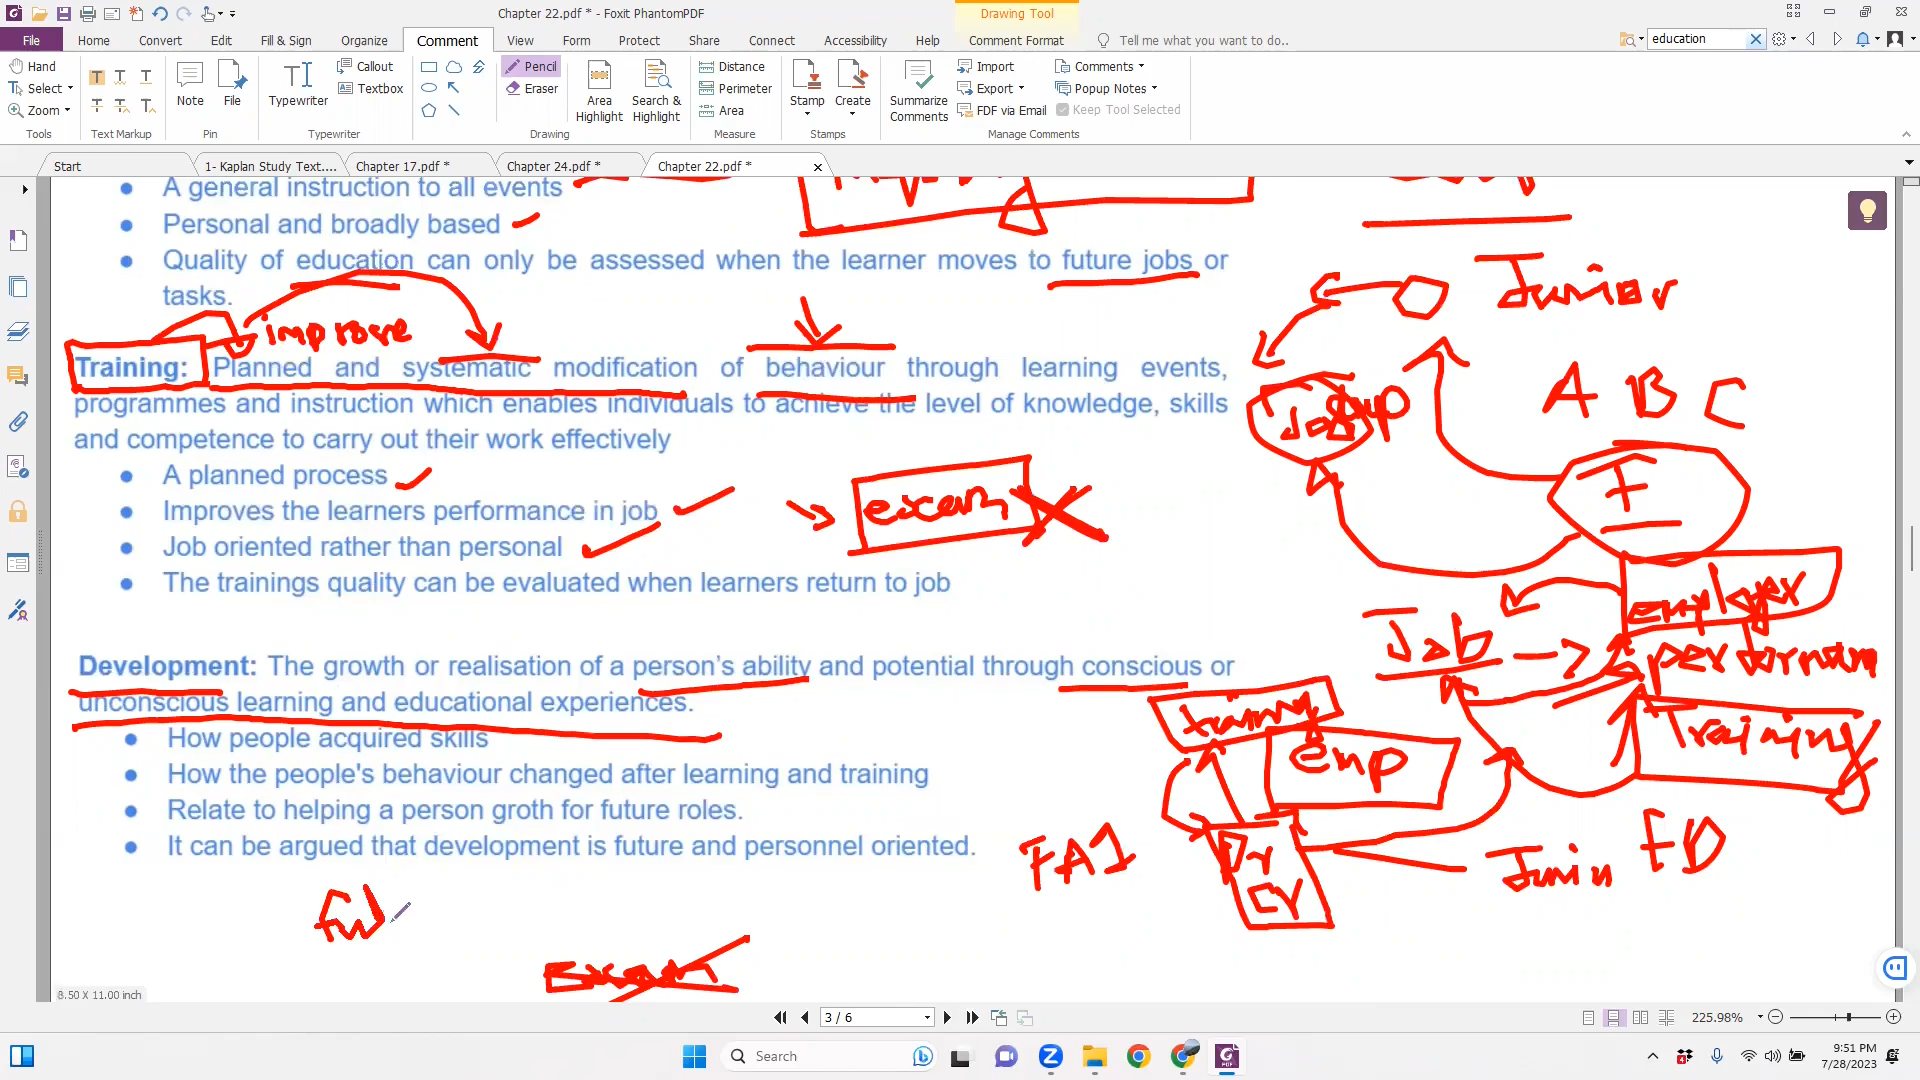 Chapter 22.pdf * - Foxit PhantomPDF
Drawing Tool
File Home Convert Edit Fill & Sign Organize Comment View Form Protect Share Connect Accessibility Help Comment Format Tell me what you want to do.. education
Hand Callout Pencil Distance Import Comments
Select Textbox Eraser Perimeter Export Popup Notes
Zoom Note File Typewriter Area Highlight Search & Highlight Area Stamp Create Summarize Comments FDF via Email Keep Tool Selected
Tools Text Markup Pin Typewriter Drawing Measure Stamps Manage Comments
Start 1- Kaplan Study Text.... Chapter 17.pdf * Chapter 24.pdf * Chapter 22.pdf *
A general instruction to all events
Personal and broadly based
Quality of education can only be assessed when the learner moves to future jobs or
tasks.
Junior
improve
Training: Planned and systematic modification of behaviour through learning events,
programmes and instruction which enables individuals to achieve the level of knowledge, skills
and competence to carry out their work effectively
A B C
A planned process
Improves the learners performance in job
exam
Job oriented rather than personal
The trainings quality can be evaluated when learners return to job
Job
Development: The growth or realisation of a person's ability and potential through conscious or
unconscious learning and educational experiences.
training
Training
emp
How people acquired skills
How the people's behaviour changed after learning and training
Relate to helping a person groth for future roles.
It can be argued that development is future and personnel oriented.
FA1
FD
CV
8.50 X 11.00 inch
3 / 6
225.98%
Search
9:51 PM
7/28/2023